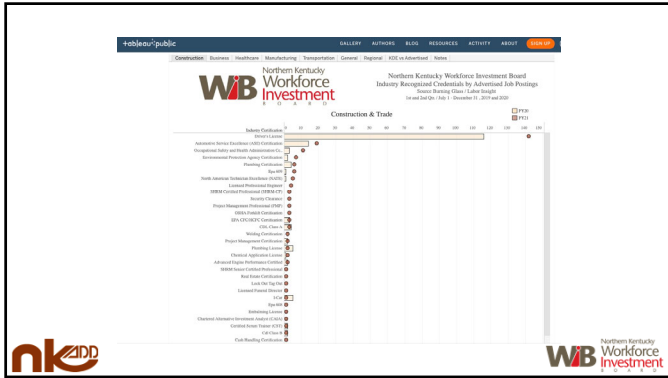 +ableau public
GALLERY AUTHORS BLOG RESOURCES ACTIVITY ABOUT SIGN UP
Construction Business Healthcare Manufacturing Transportation General Regional KDE vs Advertised Notes
Northern Kentucky
WiB Workforce
Investment
B O A R D
Northern Kentucky Workforce Investment Board
Industry Recognized Credentials by Advertised Job Postings
Source Burning Glass / Labor Insight
1st and 2nd Qtr / July 1 - December 31, 2019 and 2020
Construction & Trade
PY20
PY21
Industry Certification 0 10 20 30 40 50 60 70 80 90 100 110 120 130 140 150
Driver's License
Automotive Service Excellence (ASE) Certification
Occupational Safety and Health Administration Ce..
Environmental Protection Agency Certification
Plumbing Certification
Epa 609
North American Technician Excellence (NATE)
Licensed Professional Engineer
SHRM Certified Professional (SHRM-CP)
Security Clearance
Project Management Professional (PMP)
OSHA Forklift Certification
EPA CFC/HCFC Certification
CDL Class A
Welding Certification
Project Management Certification
Plumbing License
Chemical Application License
Advanced Engine Performance Certified
SHRM Senior Certified Professional
Real Estate Certification
Lock Out Tag Out
Licensed Funeral Director
I-Car
Epa 608
Embalming License
Chartered Alternative Investment Analyst (CAIA)
Certified Forum Trainer (CFT)
Cdl Class B
Cash Handling Certification
nkADD
Northern Kentucky
WiB Workforce
Investment
B O A R D